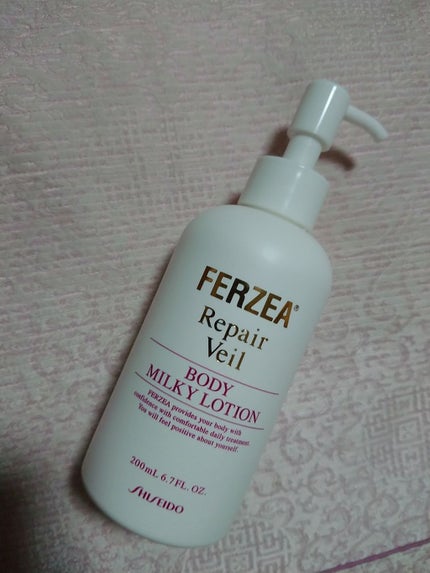 FERZEA®
Repair
Veil
BODY
MILKY LOTION
FERZEA provides your body with
confidence with comfortable daily treatment.
You will feel positive about yourself.
200mL 6.7FL. OZ.
SHISEIDO